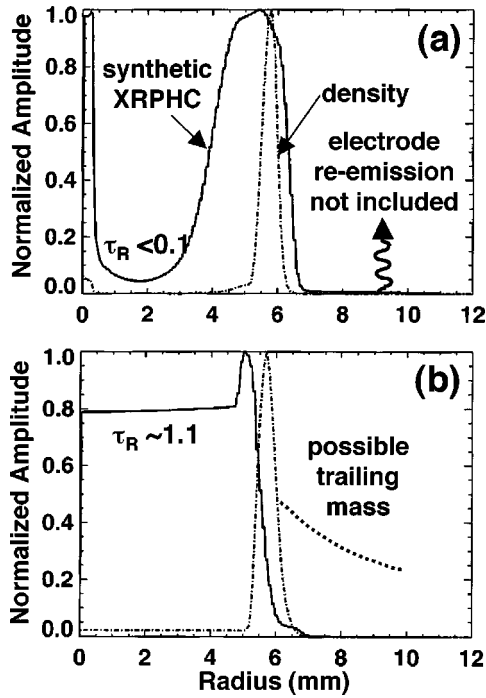 Normalized Amplitude
1.0
0.8
0.6
0.4
0.2
0.0
(a)
synthetic
XRPHC
density
electrode
re-emission
not included
τR <0.1
0 2 4 6 8 10 12
Normalized Amplitude
1.0
0.8
0.6
0.4
0.2
0
(b)
τR ~1.1
possible
trailing
mass
0 2 4 6 8 10 12
Radius (mm)